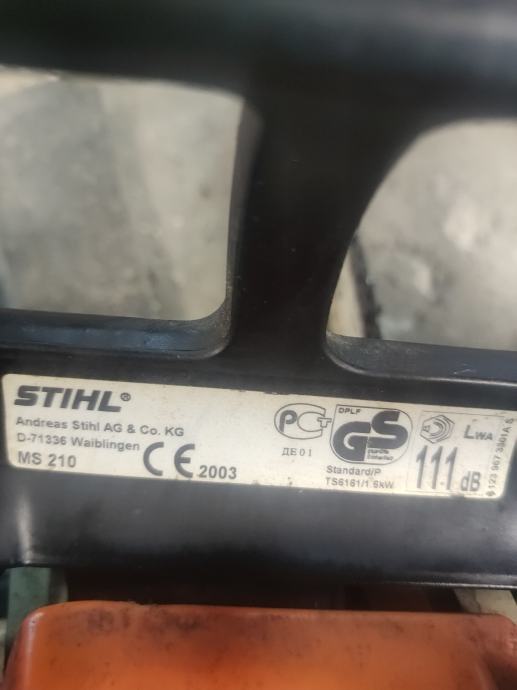 STIHL®
Andreas Stihl AG & Co. KG
D-71336 Waiblingen
MS 210
CE 2003
РСТ
ДЕ01
DPLF
GS
Standard/P
TS6161/1.6kW
LWA
111 dB